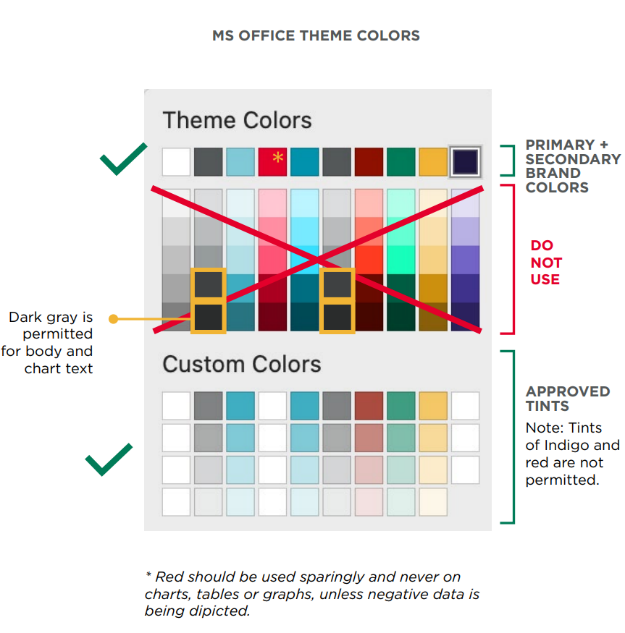 MS OFFICE THEME COLORS
Theme Colors
*
PRIMARY +
SECONDARY
BRAND
COLORS
DO
NOT
USE
Dark gray is
permitted
for body and
chart text
Custom Colors
APPROVED
TINTS
Note: Tints
of Indigo and
red are not
permitted.
* Red should be used sparingly and never on
charts, tables or graphs, unless negative data is
being dipicted.